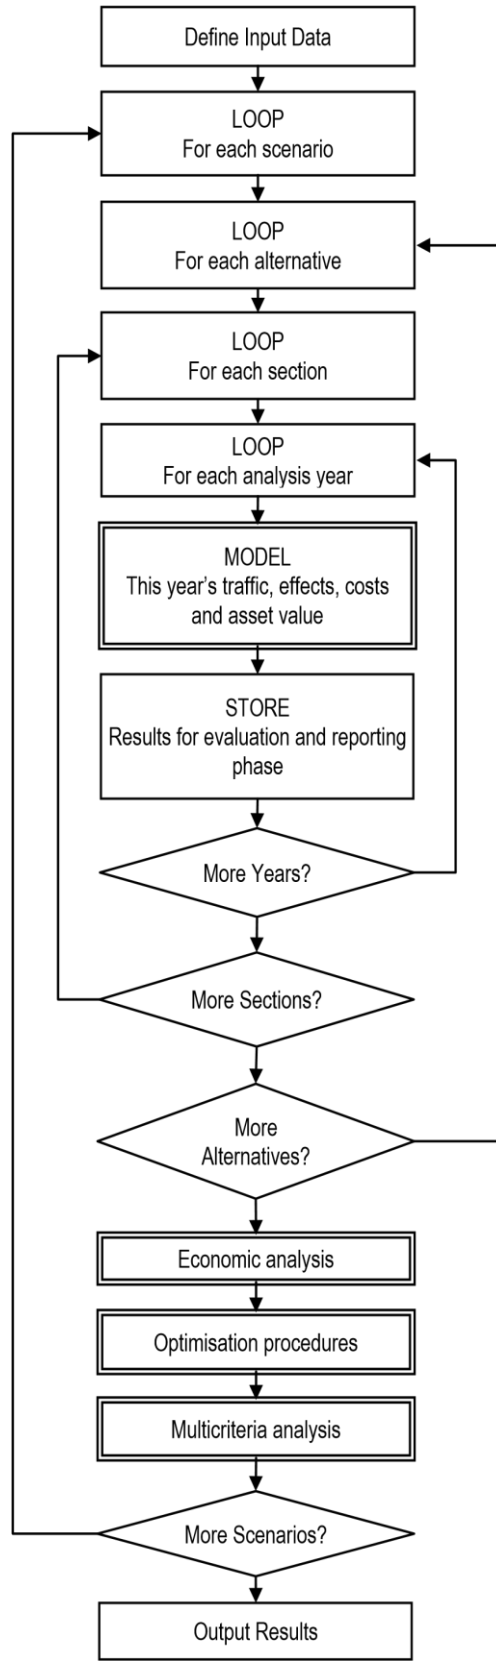 Define Input Data
LOOP
For each scenario
LOOP
For each alternative
LOOP
For each section
LOOP
For each analysis year
MODEL
This year's traffic, effects, costs
and asset value
STORE
Results for evaluation and reporting
phase
More Years?
More Sections?
More
Alternatives?
Economic analysis
Optimisation procedures
Multicriteria analysis
More Scenarios?
Output Results